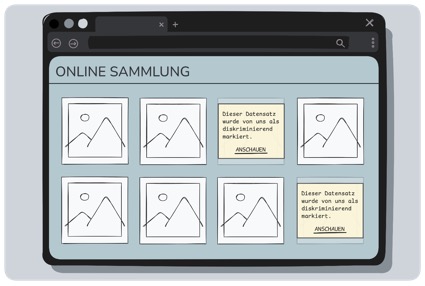 ONLINE SAMMLUNG
Dieser Datensatz
wurde von uns als
diskriminierend
markiert.
ANSCHAUEN
Dieser Datensatz
wurde von uns als
diskriminierend
markiert.
ANSCHAUEN